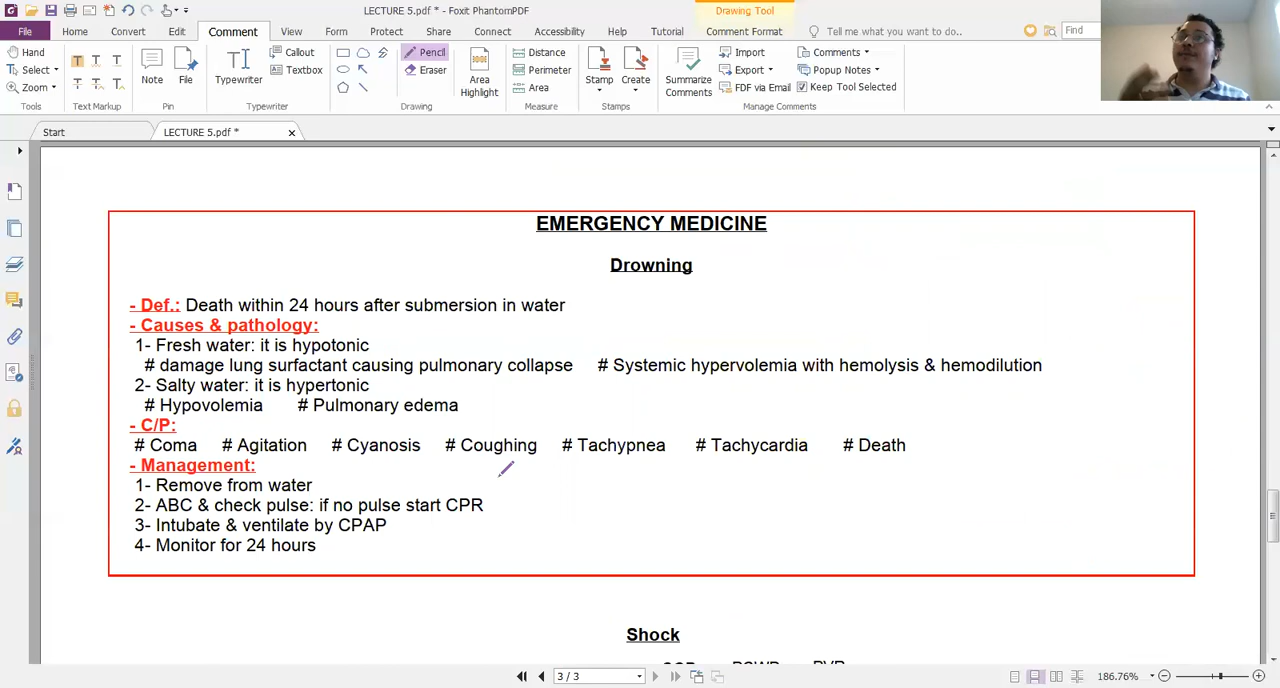 LECTURE 5.pdf * - Foxit PhantomPDF
Drawing Tool
File Home Convert Edit Comment View Form Protect Share Connect Accessibility Help Tutorial Comment Format Tell me what you want to do.. Find
Hand
Select
Zoom
Tools
T T T
T T T
Text Markup
Note
File
Pin
Typewriter
Callout
Textbox
Typewriter
Pencil
Eraser
Drawing
Area Highlight
Distance
Perimeter
Area
Measure
Stamp
Create
Stamps
Summarize Comments
Import
Export
FDF via Email
Comments
Popup Notes
Keep Tool Selected
Manage Comments
Start LECTURE 5.pdf *
EMERGENCY MEDICINE
Drowning
- Def.: Death within 24 hours after submersion in water
- Causes & pathology:
1- Fresh water: it is hypotonic
# damage lung surfactant causing pulmonary collapse # Systemic hypervolemia with hemolysis & hemodilution
2- Salty water: it is hypertonic
# Hypovolemia # Pulmonary edema
- C/P:
# Coma # Agitation # Cyanosis # Coughing # Tachypnea # Tachycardia # Death
- Management:
1- Remove from water
2- ABC & check pulse: if no pulse start CPR
3- Intubate & ventilate by CPAP
4- Monitor for 24 hours
Shock
3 / 3
186.76%